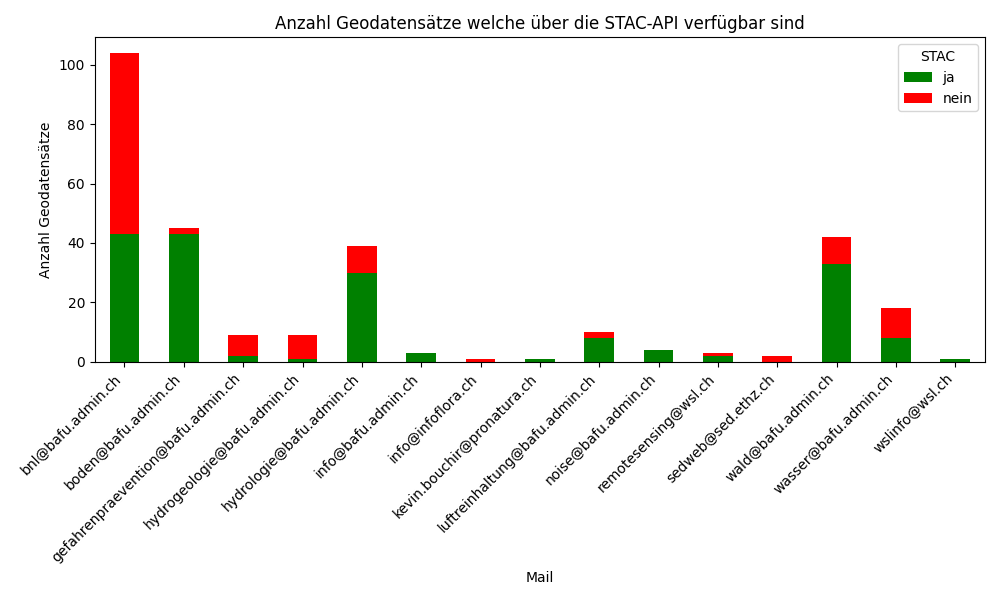 Anzahl Geodatensätze welche über die STAC-API verfügbar sind
STAC
ja
nein
Anzahl Geodatensätze
100
80
60
40
20
0
bnl@bafu.admin.ch
boden@bafu.admin.ch
gefahrenpraevention@bafu.admin.ch
hydrogeologie@bafu.admin.ch
hydrologie@bafu.admin.ch
info@bafu.admin.ch
info@infoflora.ch
kevin.bouchir@pronatura.ch
luftreinhaltung@bafu.admin.ch
noise@bafu.admin.ch
remotesensing@wsl.ch
sedweb@sed.ethz.ch
wald@bafu.admin.ch
wasser@bafu.admin.ch
wslinfo@wsl.ch
Mail